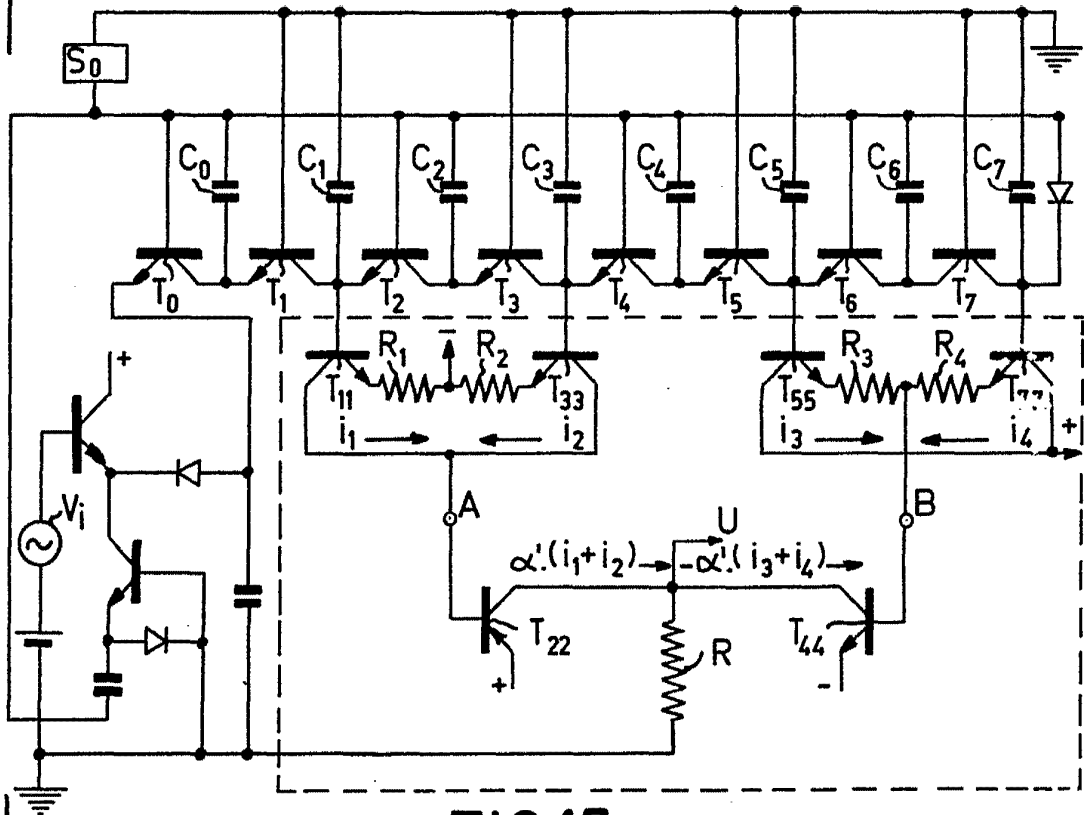 S0
C0 C1 C2 C3 C4 C5 C6 C7
T0 T1 T2 T3 T4 T5 T6 T7
R1 − R2 R3 R4
+ T11 T33 T55
i1 i2 i3 i4 +
Vi A B
U
α'.(i1+i2) -α'.(i3+i4)
T22 R T44
+ −